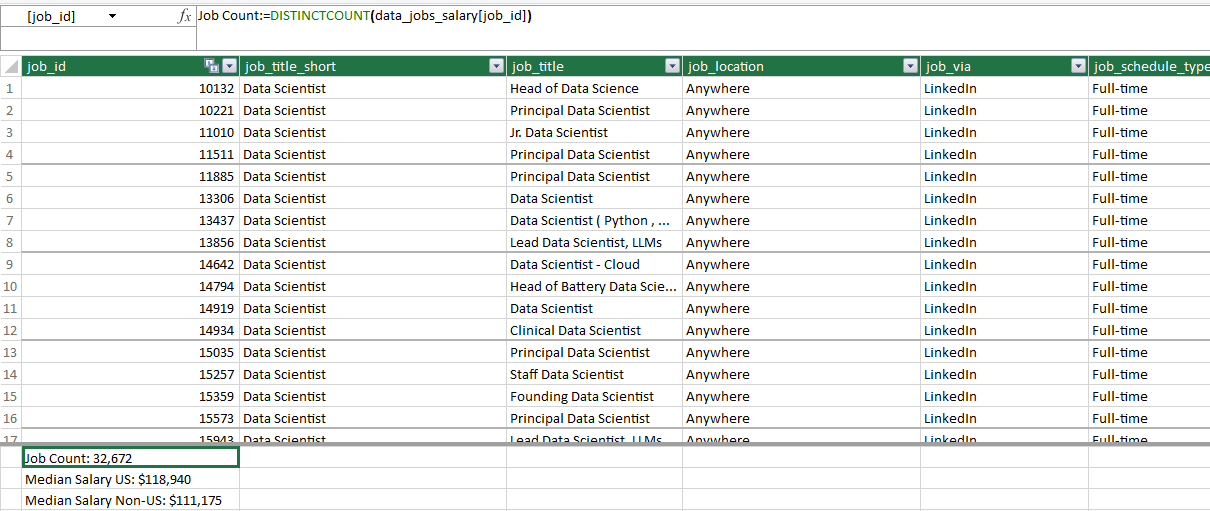 [job_id] fx Job Count:=DISTINCTCOUNT(data_jobs_salary[job_id])
job_id job_title_short job_title job_location job_via job_schedule_type
1 10132 Data Scientist Head of Data Science Anywhere LinkedIn Full-time
2 10221 Data Scientist Principal Data Scientist Anywhere LinkedIn Full-time
3 11010 Data Scientist Jr. Data Scientist Anywhere LinkedIn Full-time
4 11511 Data Scientist Principal Data Scientist Anywhere LinkedIn Full-time
5 11885 Data Scientist Principal Data Scientist Anywhere LinkedIn Full-time
6 13306 Data Scientist Data Scientist Anywhere LinkedIn Full-time
7 13437 Data Scientist Data Scientist ( Python , ... Anywhere LinkedIn Full-time
8 13856 Data Scientist Lead Data Scientist, LLMs Anywhere LinkedIn Full-time
9 14642 Data Scientist Data Scientist - Cloud Anywhere LinkedIn Full-time
10 14794 Data Scientist Head of Battery Data Scie... Anywhere LinkedIn Full-time
11 14919 Data Scientist Data Scientist Anywhere LinkedIn Full-time
12 14934 Data Scientist Clinical Data Scientist Anywhere LinkedIn Full-time
13 15035 Data Scientist Principal Data Scientist Anywhere LinkedIn Full-time
14 15257 Data Scientist Staff Data Scientist Anywhere LinkedIn Full-time
15 15359 Data Scientist Founding Data Scientist Anywhere LinkedIn Full-time
16 15573 Data Scientist Principal Data Scientist Anywhere LinkedIn Full-time
17 15943 Data Scientist Lead Data Scientist, LLMs Anywhere LinkedIn Full-time
Job Count: 32,672
Median Salary US: $118,940
Median Salary Non-US: $111,175